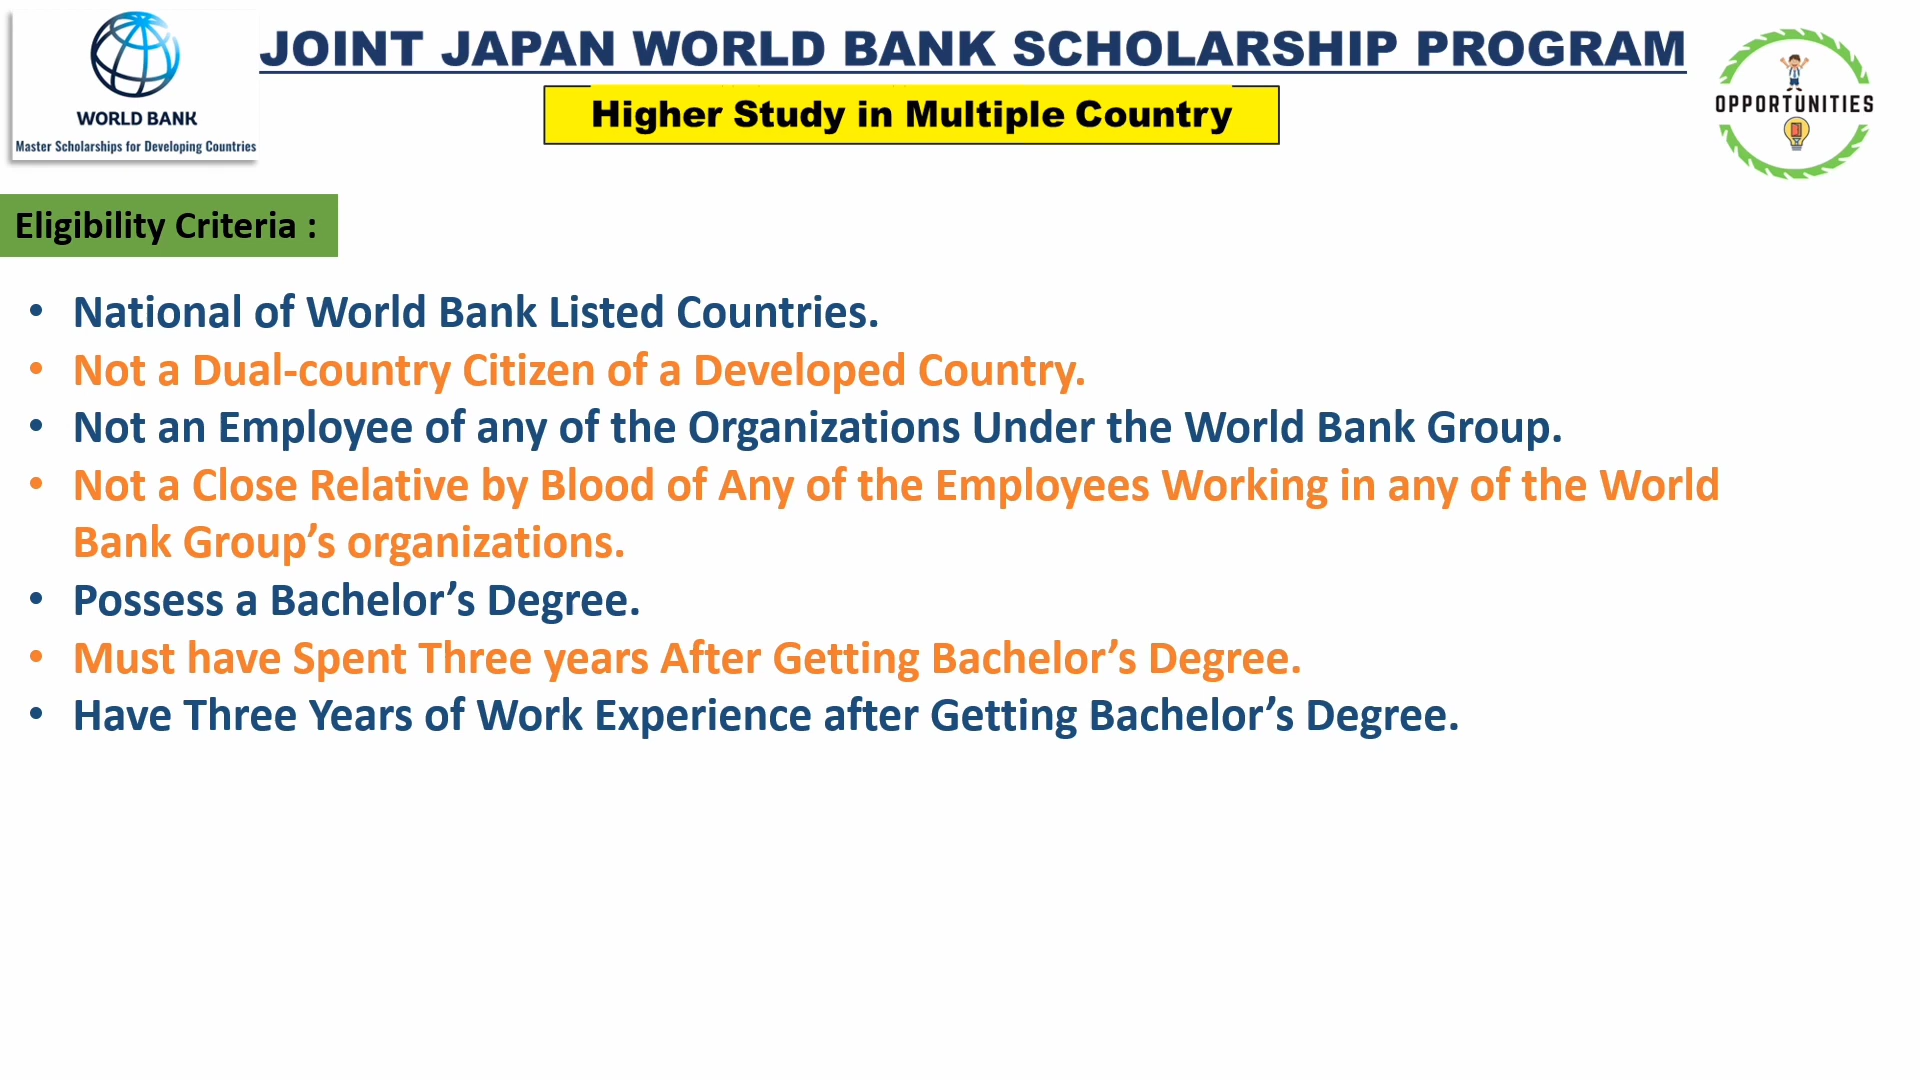 JOINT JAPAN WORLD BANK SCHOLARSHIP PROGRAM
Higher Study in Multiple Country
WORLD BANK
Master Scholarships for Developing Countries
OPPORTUNITIES
Eligibility Criteria :
• National of World Bank Listed Countries.
• Not a Dual-country Citizen of a Developed Country.
• Not an Employee of any of the Organizations Under the World Bank Group.
• Not a Close Relative by Blood of Any of the Employees Working in any of the World
Bank Group’s organizations.
• Possess a Bachelor’s Degree.
• Must have Spent Three years After Getting Bachelor’s Degree.
• Have Three Years of Work Experience after Getting Bachelor’s Degree.